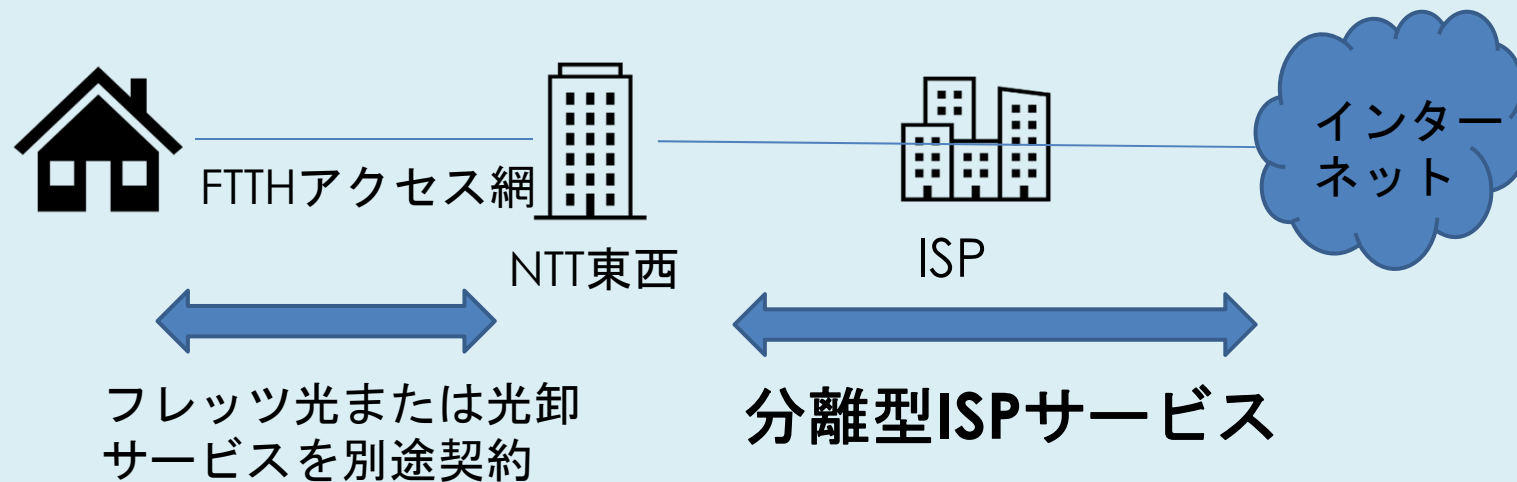 インター
ネット
FTTHアクセス網
NTT東西
ISP
フレッツ光または光卸
サービスを別途契約
分離型ISPサービス